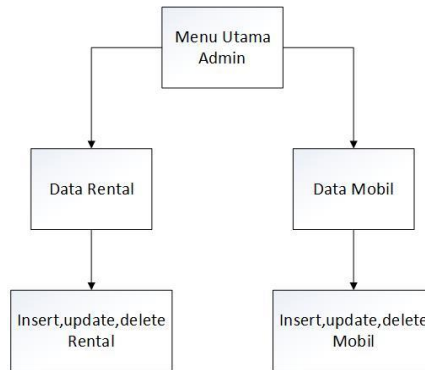 Menu Utama
Admin
Data Rental
Data Mobil
Insert,update,delete
Rental
Insert,update,delete
Mobil